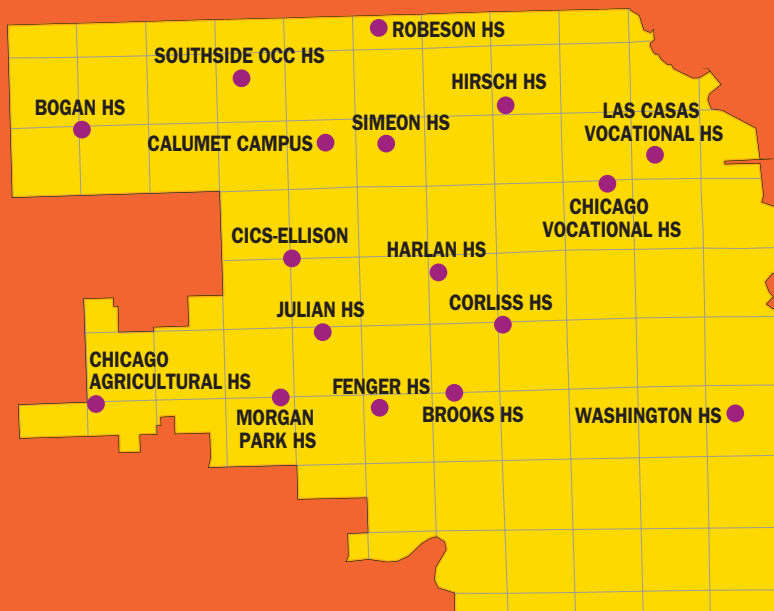 ROBESON HS
SOUTHSIDE OCC HS
HIRSCH HS
BOGAN HS
LAS CASAS
VOCATIONAL HS
SIMEON HS
CALUMET CAMPUS
CHICAGO
VOCATIONAL HS
CICS-ELLISON
HARLAN HS
JULIAN HS
CORLISS HS
CHICAGO
AGRICULTURAL HS
FENGER HS
BROOKS HS
WASHINGTON HS
MORGAN
PARK HS